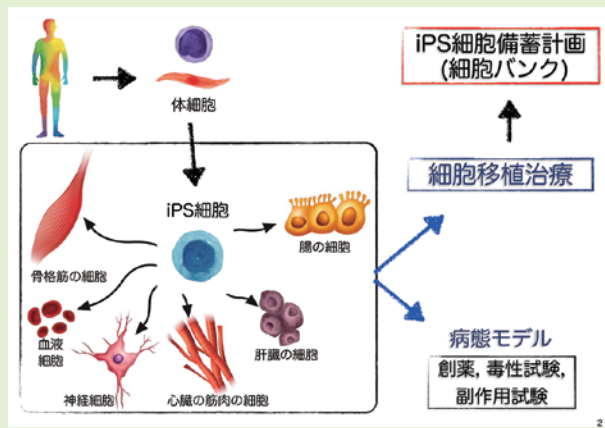 iPS細胞備蓄計画
(細胞バンク)
体細胞
細胞移植治療
iPS細胞
腸の細胞
骨格筋の細胞
血液
細胞
神経細胞
心臓の筋肉の細胞
肝臓の細胞
病態モデル
創薬，毒性試験，
副作用試験
2